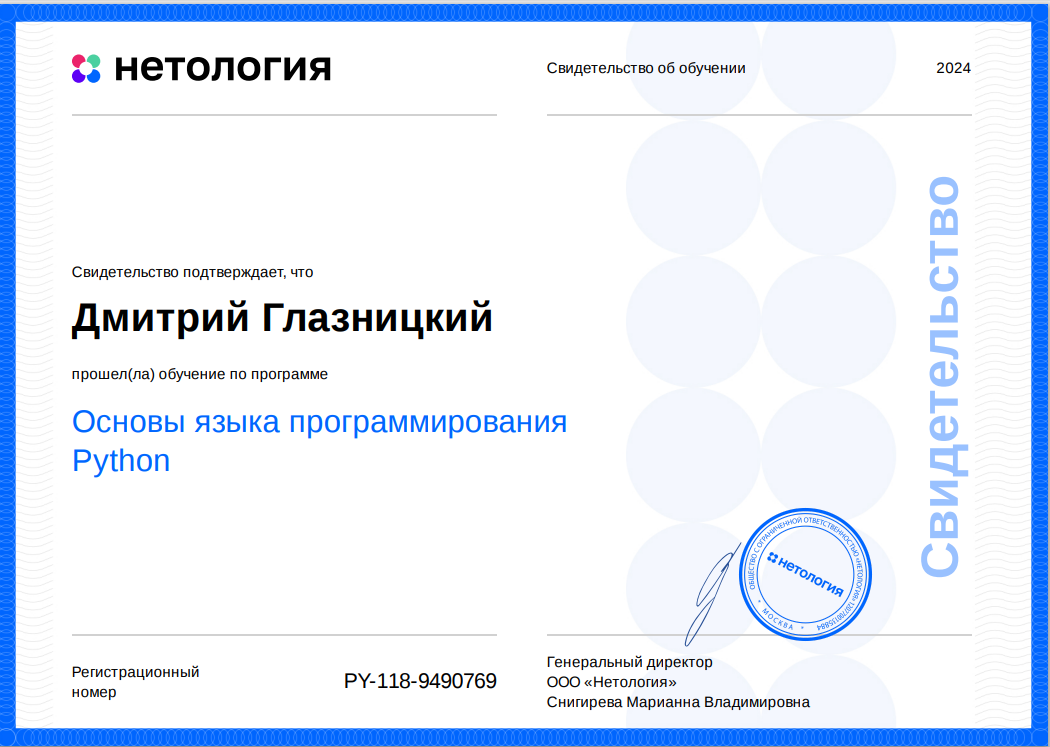 нетология
Свидетельство об обучении
2024
Свидетельство подтверждает, что
Дмитрий Глазницкий
прошел(ла) обучение по программе
Основы языка программирования
Python
Свидетельство
ОБЩЕСТВО С ОГРАНИЧЕННОЙ ОТВЕТСТВЕННОСТЬЮ «НЕТОЛОГИЯ»
* МОСКВА *
нетология
Регистрационный
номер
PY-118-9490769
Генеральный директор
ООО «Нетология»
Снигирева Марианна Владимировна